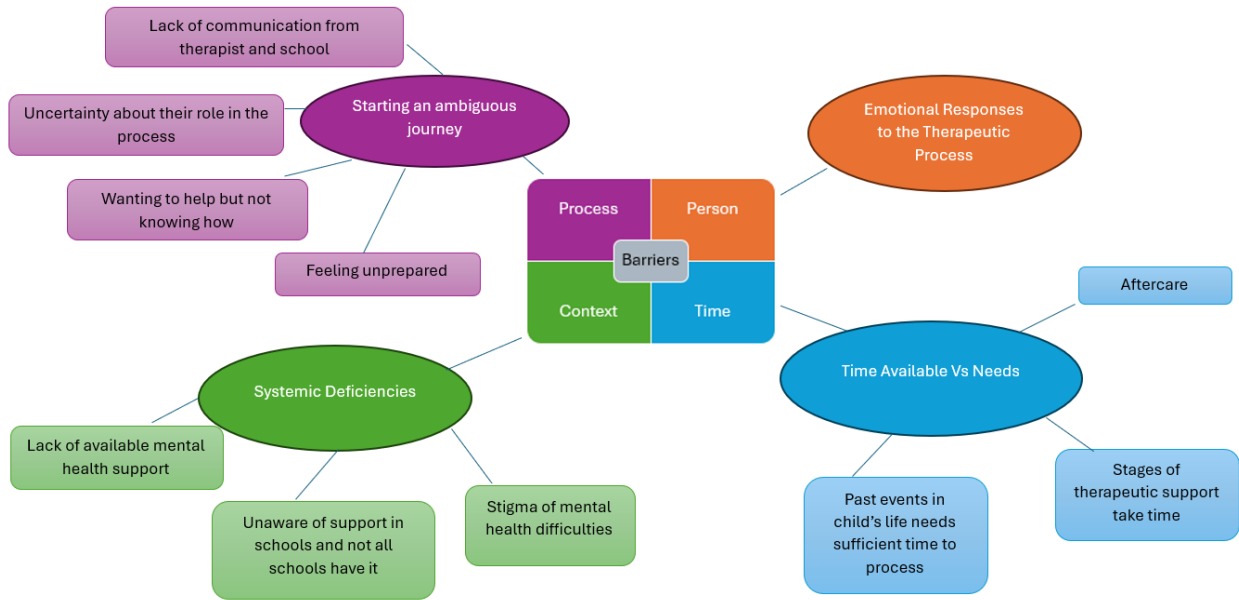 Lack of communication from
therapist and school
Uncertainty about their role in the
process
Wanting to help but not
knowing how
Feeling unprepared
Starting an ambiguous
journey
Emotional Responses
to the Therapeutic
Process
Process
Person
Barriers
Context
Time
Aftercare
Time Available Vs Needs
Systemic Deficiencies
Lack of available mental
health support
Unaware of support in
schools and not all
schools have it
Stigma of mental
health difficulties
Past events in
child’s life needs
sufficient time to
process
Stages of
therapeutic support
take time